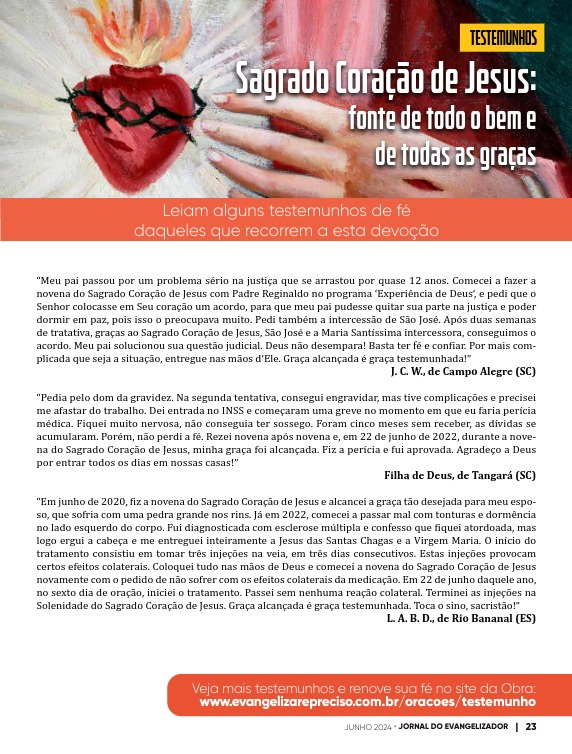 TESTEMUNHOS
Sagrado Coração de Jesus:
fonte de todo o bem e
de todas as graças
Leiam alguns testemunhos de fé
daqueles que recorrem a esta devoção
“Meu pai passou por um problema sério na justiça que se arrastou por quase 12 anos. Comecei a fazer a
novena do Sagrado Coração de Jesus com Padre Reginaldo no programa ‘Experiência de Deus’, e pedi que o
Senhor colocasse em Seu coração um acordo, para que meu pai pudesse quitar sua parte na justiça e poder
dormir em paz, pois isso o preocupava muito. Pedi também a intercessão de São José. Após duas semanas
de tratativa, graças ao Sagrado Coração de Jesus, São José e a Maria Santíssima intercessora, conseguimos o
acordo. Meu pai solucionou sua questão judicial. Deus não desempara! Basta ter fé e confiar. Por mais com-
plicada que seja a situação, entregue nas mãos d’Ele. Graça alcançada é graça testemunhada!”
J. C. W., de Campo Alegre (SC)
“Pedia pelo dom da gravidez. Na segunda tentativa, consegui engravidar, mas tive complicações e precisei
me afastar do trabalho. Dei entrada no INSS e começaram uma greve no momento em que eu faria perícia
médica. Fiquei muito nervosa, não conseguia ter sossego. Foram cinco meses sem receber, as dívidas se
acumularam. Porém, não perdi a fé. Rezei novena após novena e, em 22 de junho de 2022, durante a nove-
na do Sagrado Coração de Jesus, minha graça foi alcançada. Fiz a perícia e fui aprovada. Agradeço a Deus
por entrar todos os dias em nossas casas!”
Filha de Deus, de Tangará (SC)
“Em junho de 2020, fiz a novena do Sagrado Coração de Jesus e alcancei a graça tão desejada para meu espo-
so, que sofria com uma pedra grande nos rins. Já em 2022, comecei a passar mal com tonturas e dormência
no lado esquerdo do corpo. Fui diagnosticada com esclerose múltipla e confesso que fiquei atordoada, mas
logo ergui a cabeça e me entreguei inteiramente a Jesus das Santas Chagas e a Virgem Maria. O início do
tratamento consistiu em tomar três injeções na veia, em três dias consecutivos. Estas injeções provocam
certos efeitos colaterais. Coloquei tudo nas mãos de Deus e comecei a novena do Sagrado Coração de Jesus
novamente com o pedido de não sofrer com os efeitos colaterais da medicação. Em 22 de junho daquele ano,
no sexto dia de oração, iniciei o tratamento. Passei sem nenhuma reação colateral. Terminei as injeções na
Solenidade do Sagrado Coração de Jesus. Graça alcançada é graça testemunhada. Toca o sino, sacristão!”
L. A. B. D., de Rio Bananal (ES)
Veja mais testemunhos e renove sua fé no site da Obra:
www.evangelizarepreciso.com.br/oracoes/testemunho
JUNHO 2024 • JORNAL DO EVANGELIZADOR | 23